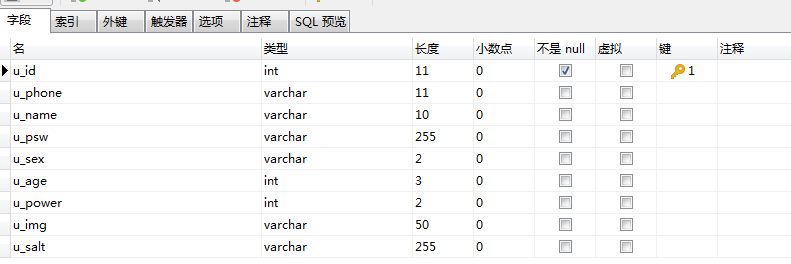 字段 索引 外键 触发器 选项 注释 SQL 预览
名 类型 长度 小数点 不是 null 虚拟 键 注释
u_id int 11 0 1
u_phone varchar 11 0
u_name varchar 10 0
u_psw varchar 255 0
u_sex varchar 2 0
u_age int 3 0
u_power int 2 0
u_img varchar 50 0
u_salt varchar 255 0